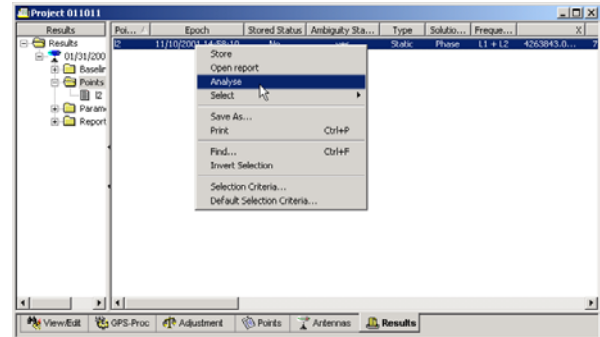 Project 011011
Results
Poi... / Epoch Stored Status Ambiguity Sta... Type Solutio... Freque... X
Results
01/31/200
Baselin
Points
I2
Param
Report
I2 11/10/2001 14:58:10 No yes Static Phase L1 + L2 4263843.0... 7
Store
Open report
Analyse
Select
Save As...
Print Ctrl+P
Find... Ctrl+F
Invert Selection
Selection Criteria...
Default Selection Criteria...
View/Edit GPS-Proc Adjustment Points Antennas Results